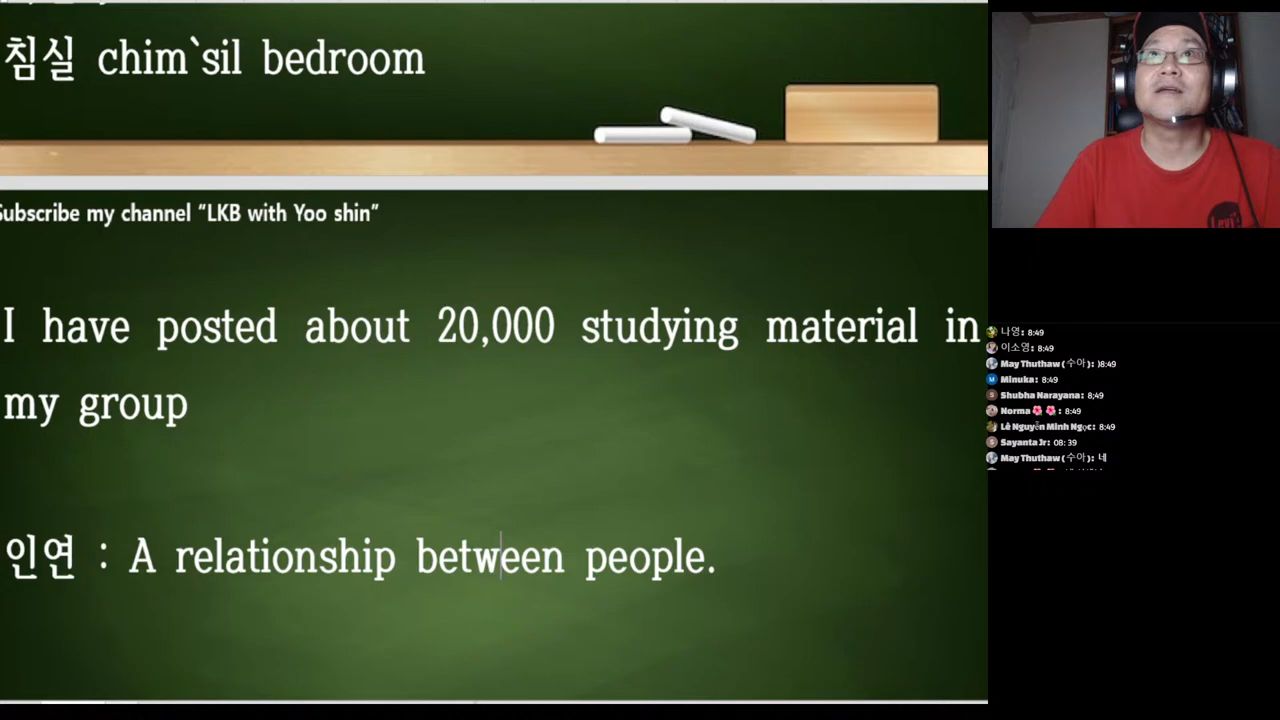 침실 chim`sil bedroom
Subscribe my channel “LKB with Yoo shin”
I have posted about 20,000 studying material in
my group
인연 : A relationship between people.
나영: 8:49
이소영: 8:49
May Thuthaw ( 수아 ): )8:49
Minuka: 8:49
Shubha Narayana: 8;49
Norma 🌺 🌺 : 8:49
Lê Nguyễn Minh Ngọc: 8:49
Sayanta Jr: 08: 39
May Thuthaw ( 수아 ): 네